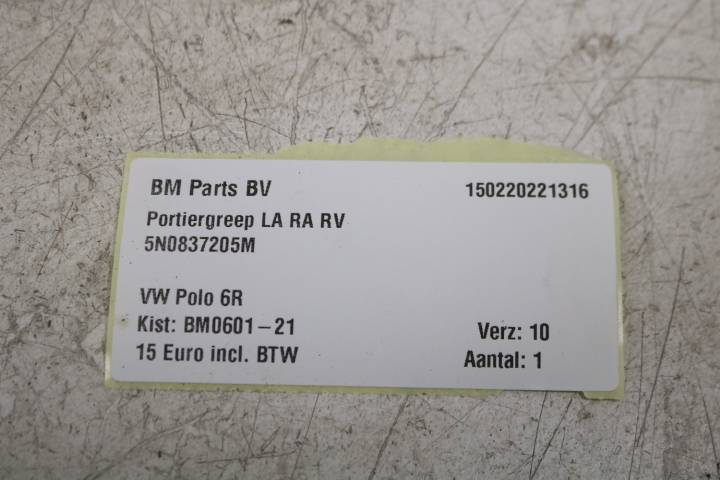 BM Parts BV 150220221316
Portiergreep LA RA RV
5N0837205M
VW Polo 6R
Kist: BM0601-21 Verz: 10
15 Euro incl. BTW Aantal: 1